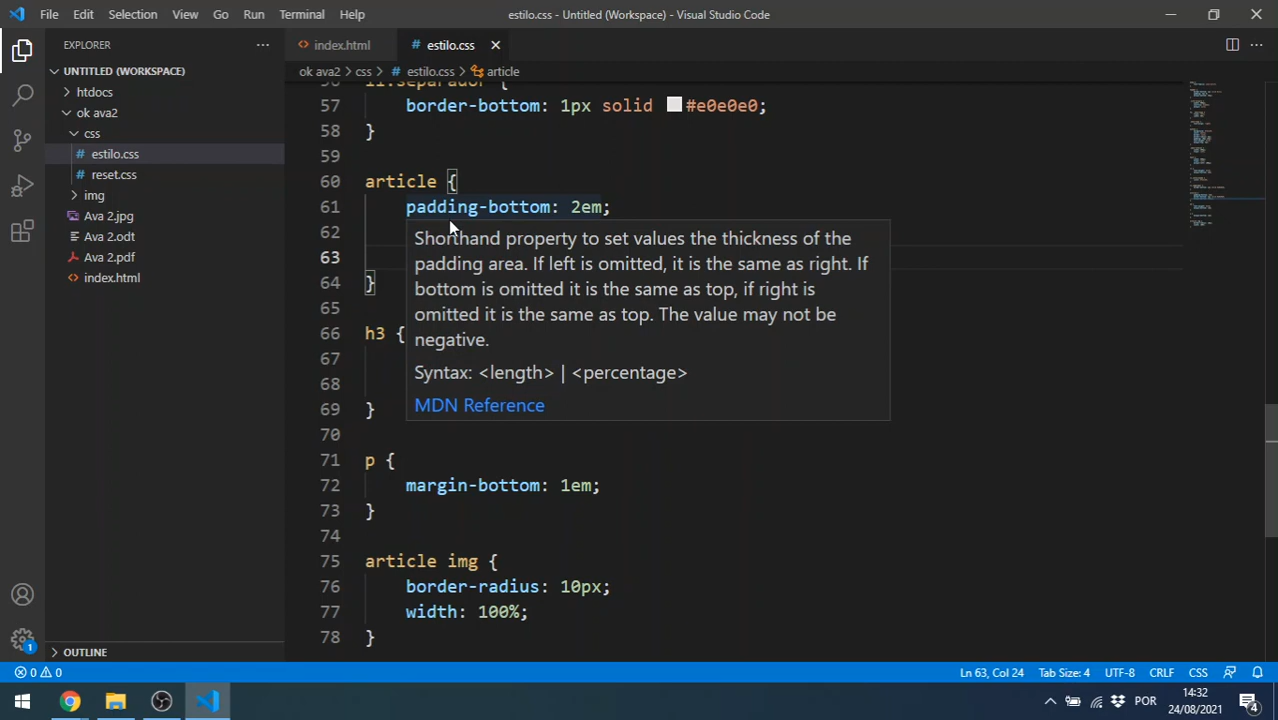 File Edit Selection View Go Run Terminal Help estilo.css - Untitled (Workspace) - Visual Studio Code
EXPLORER
UNTITLED (WORKSPACE)
htdocs
ok ava2
css
estilo.css
reset.css
img
Ava 2.jpg
Ava 2.odt
Ava 2.pdf
index.html
OUTLINE
index.html estilo.css
ok ava2 > css > estilo.css > article
56 li.separador {
57 border-bottom: 1px solid #e0e0e0;
58 }
59
60 article {
61 padding-bottom: 2em;
62
63
64 }
65
66 h3 {
67
68
69 }
70
71 p {
72 margin-bottom: 1em;
73 }
74
75 article img {
76 border-radius: 10px;
77 width: 100%;
78 }
Shorthand property to set values the thickness of the
padding area. If left is omitted, it is the same as right. If
bottom is omitted it is the same as top, if right is
omitted it is the same as top. The value may not be
negative.
Syntax: <length> | <percentage>
MDN Reference
1
0 0 Ln 63, Col 24 Tab Size: 4 UTF-8 CRLF CSS
POR
14:32
24/08/2021
4